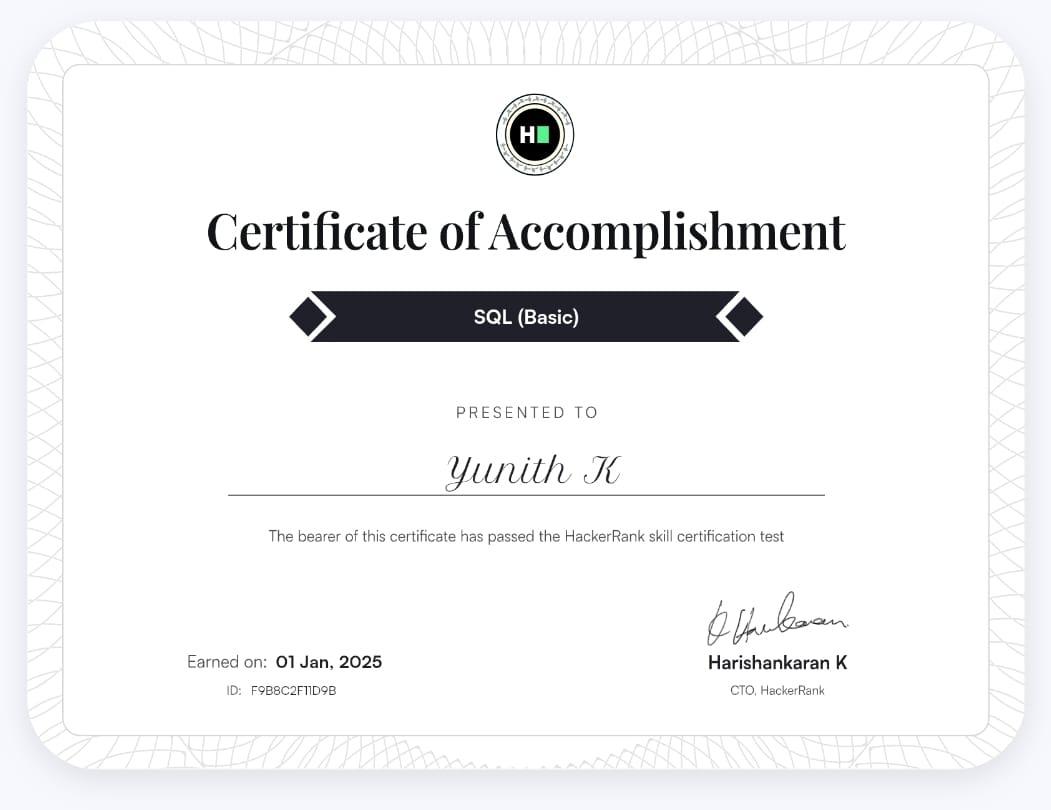 H
Certificate of Accomplishment
SQL (Basic)
PRESENTED TO
Yunith K
The bearer of this certificate has passed the HackerRank skill certification test
Earned on: 01 Jan, 2025
ID: F9B8C2F11D9B
Harishankaran K
CTO, HackerRank